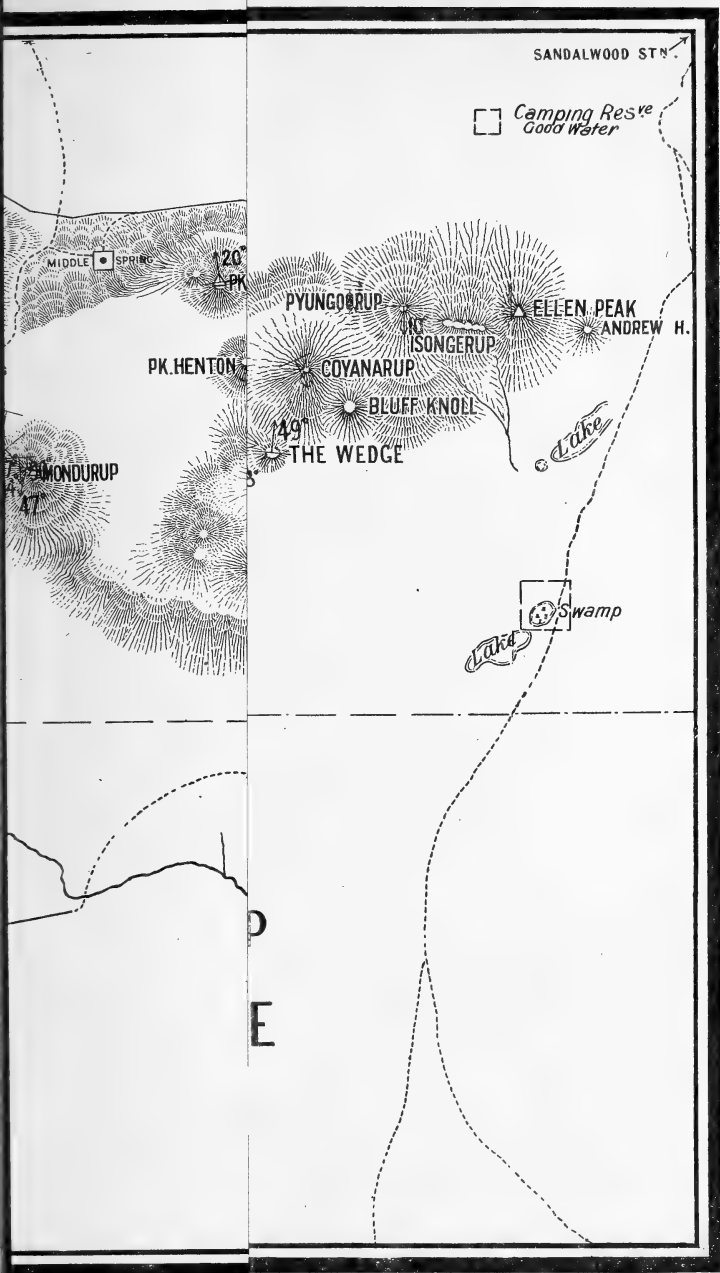 SANDALWOOD STN.
Camping Resve
Good Water
MIDDLE SPRING
20°
PK
PYUNGOORUP
ELLEN PEAK
ISONGERUP
ANDREW H.
PK. HENTON
COYANARUP
BLUFF KNOLL
49°
THE WEDGE
Lake
MONDURUP
47°
Swamp
Lake
P
E